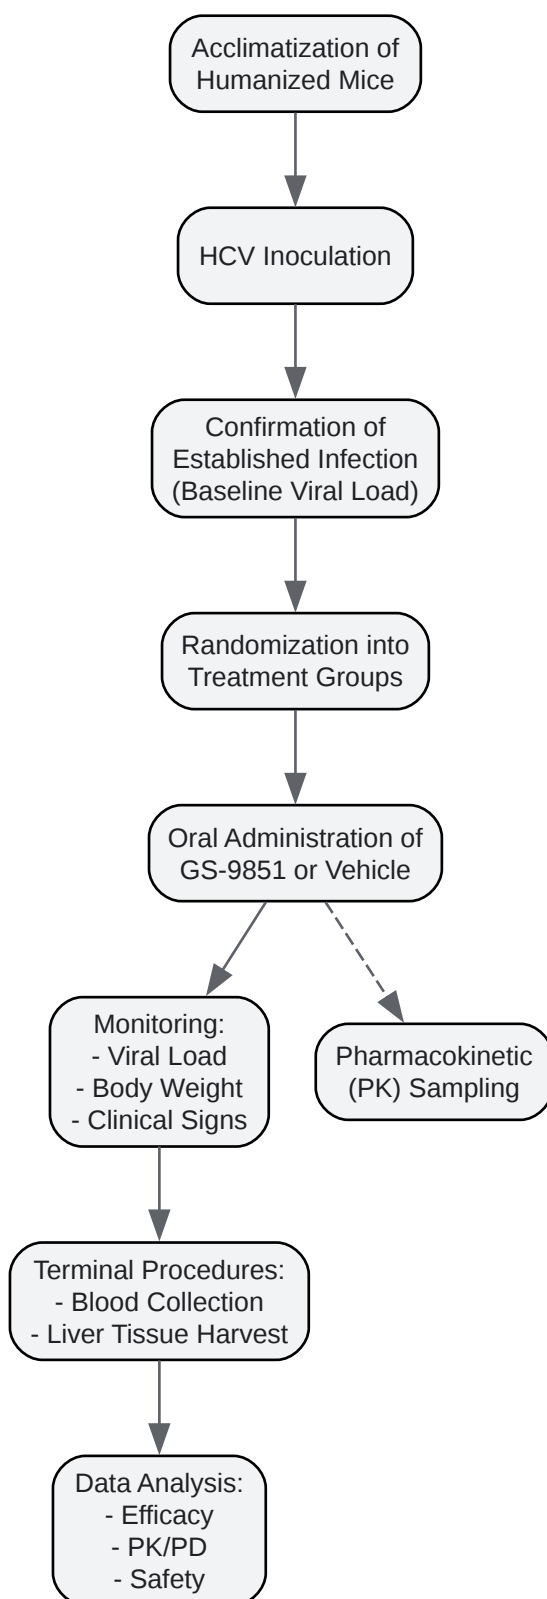 Acclimatization of
Humanized Mice
HCV Inoculation
Confirmation of
Established Infection
(Baseline Viral Load)
Randomization into
Treatment Groups
Oral Administration of
GS-9851 or Vehicle
Monitoring:
- Viral Load
- Body Weight
- Clinical Signs
Pharmacokinetic
(PK) Sampling
Terminal Procedures:
- Blood Collection
- Liver Tissue Harvest
Data Analysis:
- Efficacy
- PK/PD
- Safety